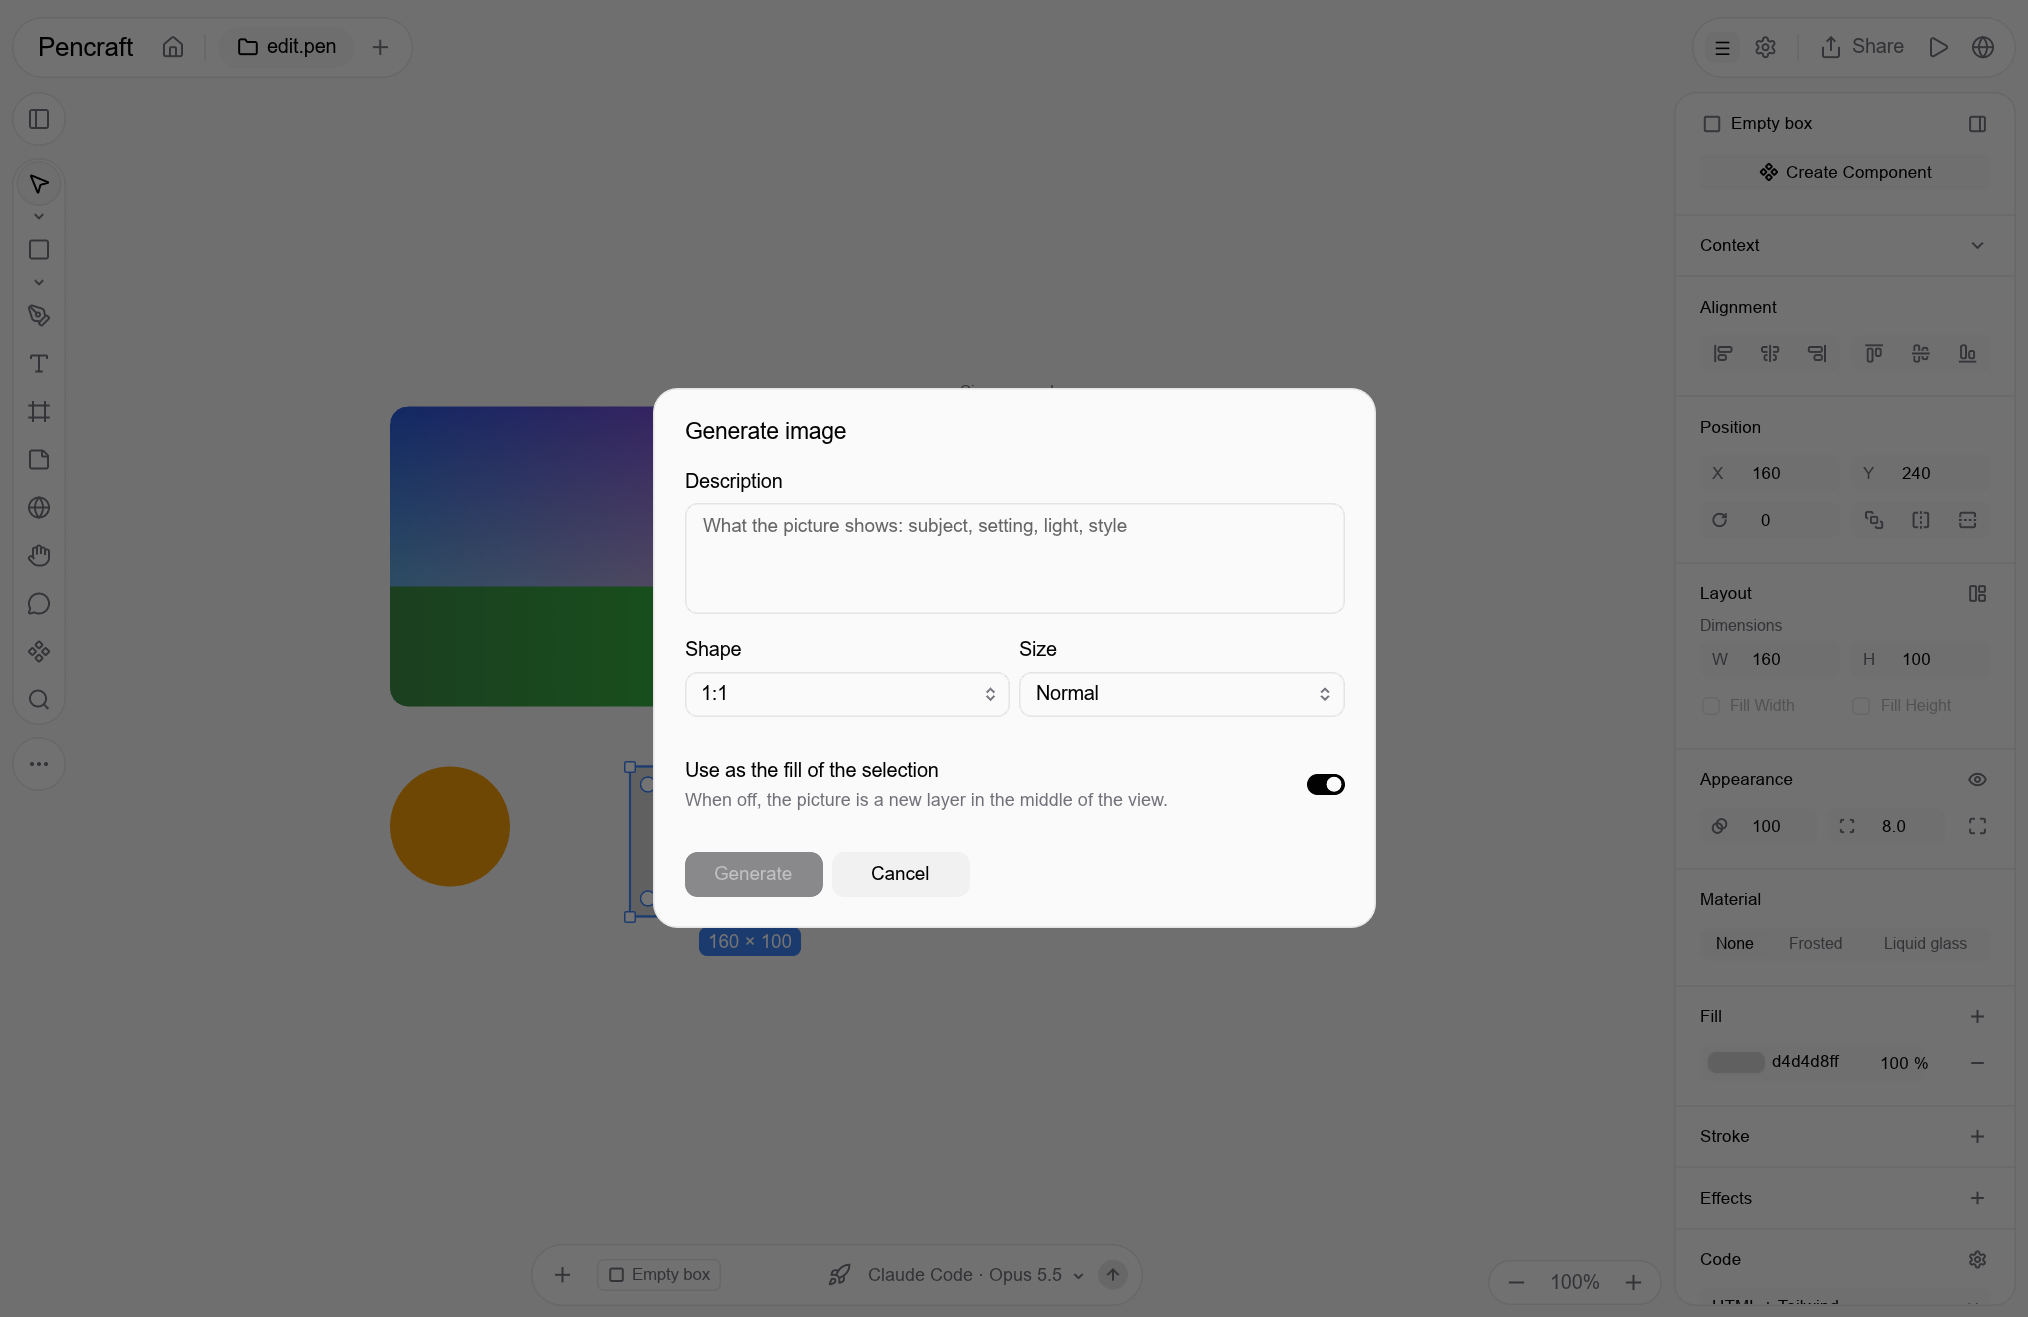 Pencraft
edit.pen
Share
Empty box
Create Component
Context
Alignment
Position
X 160 Y 240
0
Layout
Dimensions
W 160 H 100
Fill Width Fill Height
Appearance
100 8.0
Material
None Frosted Liquid glass
Fill
d4d4d8ff 100 %
Stroke
Effects
Code
HTML + Tailwind
Generate image
Description
What the picture shows: subject, setting, light, style
Shape Size
1:1 Normal
Use as the fill of the selection
When off, the picture is a new layer in the middle of the view.
Generate Cancel
160 × 100
Empty box Claude Code · Opus 5.5
100%